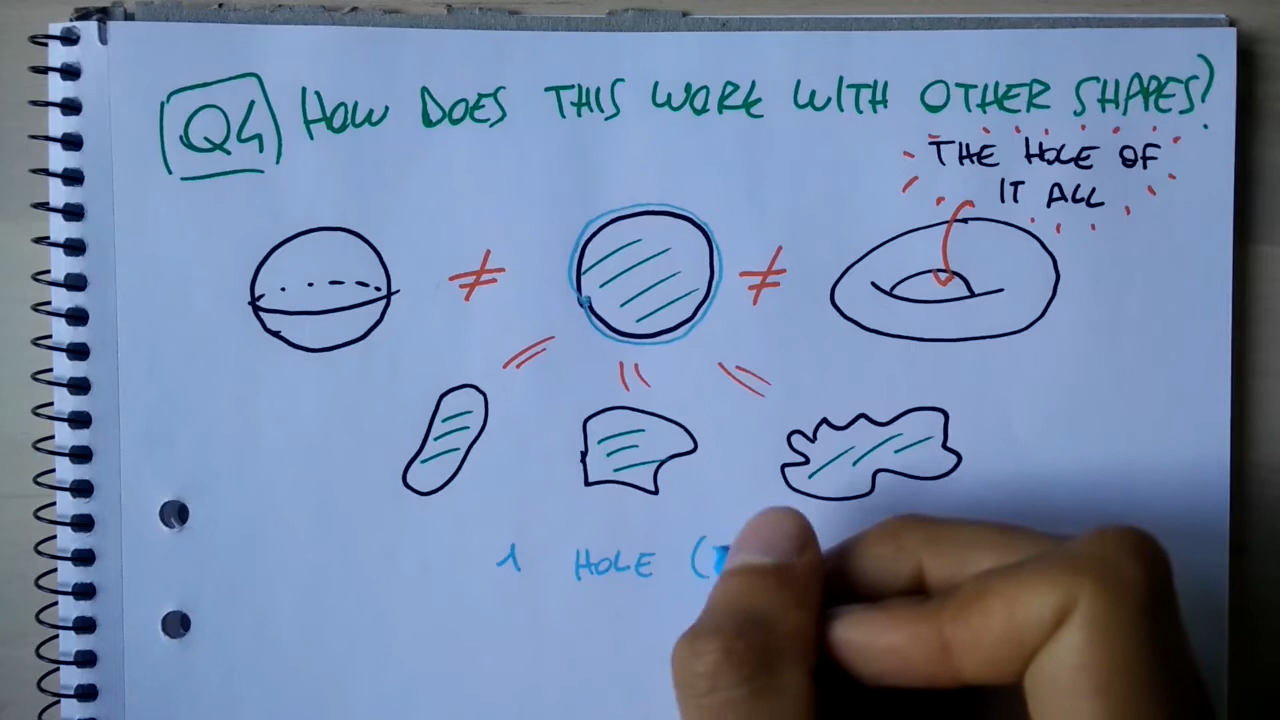 Q4 HOW DOES THIS WORK WITH OTHER SHAPES?
THE HOLE OF
IT ALL
≠ ≠
1 HOLE (